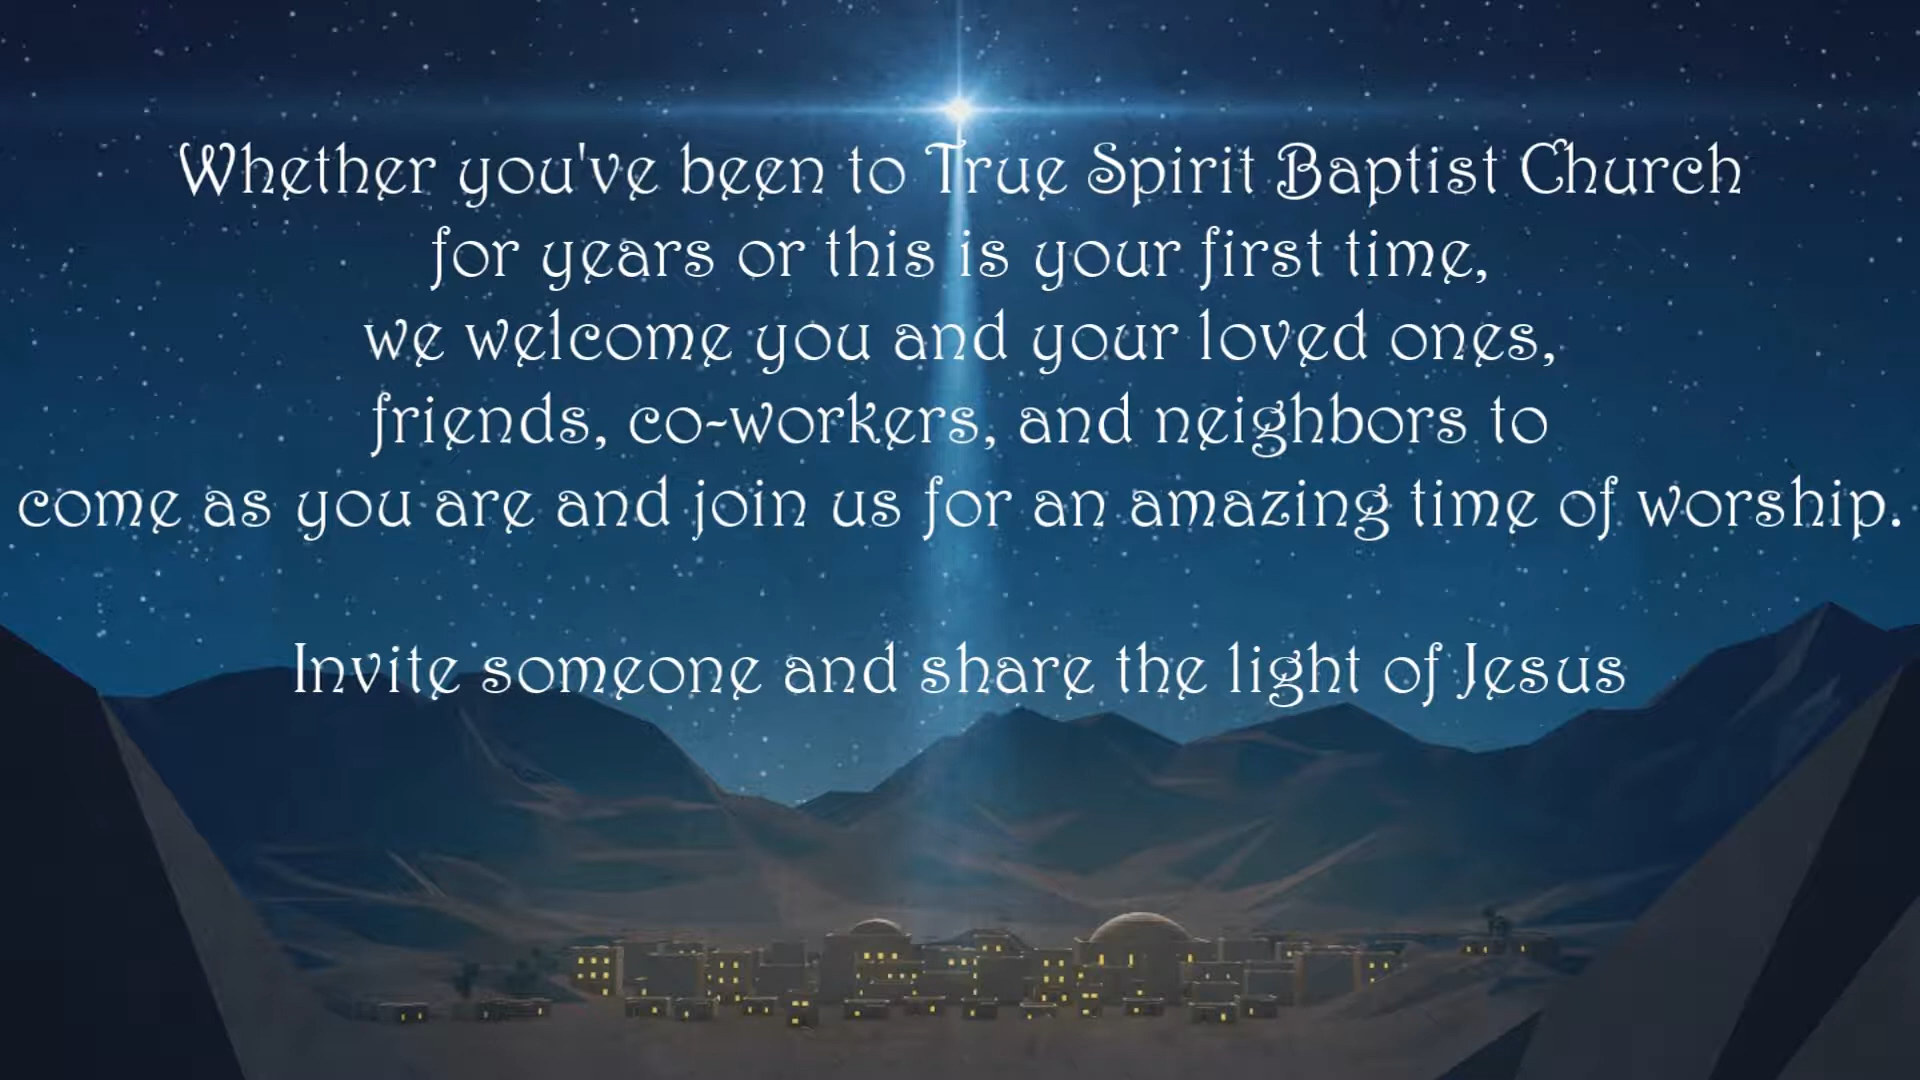 Whether you've been to True Spirit Baptist Church
for years or this is your first time,
we welcome you and your loved ones,
friends, co-workers, and neighbors to
come as you are and join us for an amazing time of worship.
Invite someone and share the light of Jesus